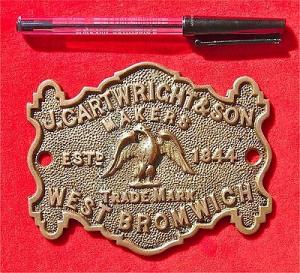 J. CARTWRIGHT & SON
MAKERS
ESTD 1844
TRADE MARK
WEST BROMWICH